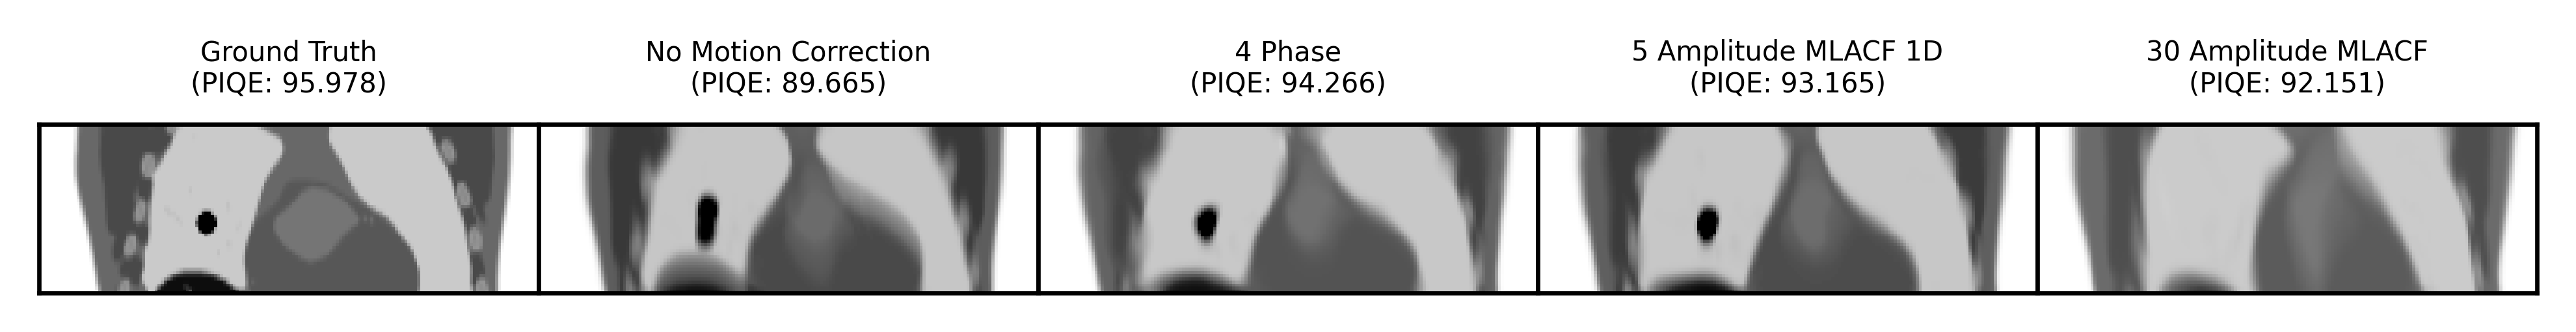 Ground Truth
(PIQE: 95.978)
No Motion Correction
(PIQE: 89.665)
4 Phase
(PIQE: 94.266)
5 Amplitude MLACF 1D
(PIQE: 93.165)
30 Amplitude MLACF
(PIQE: 92.151)